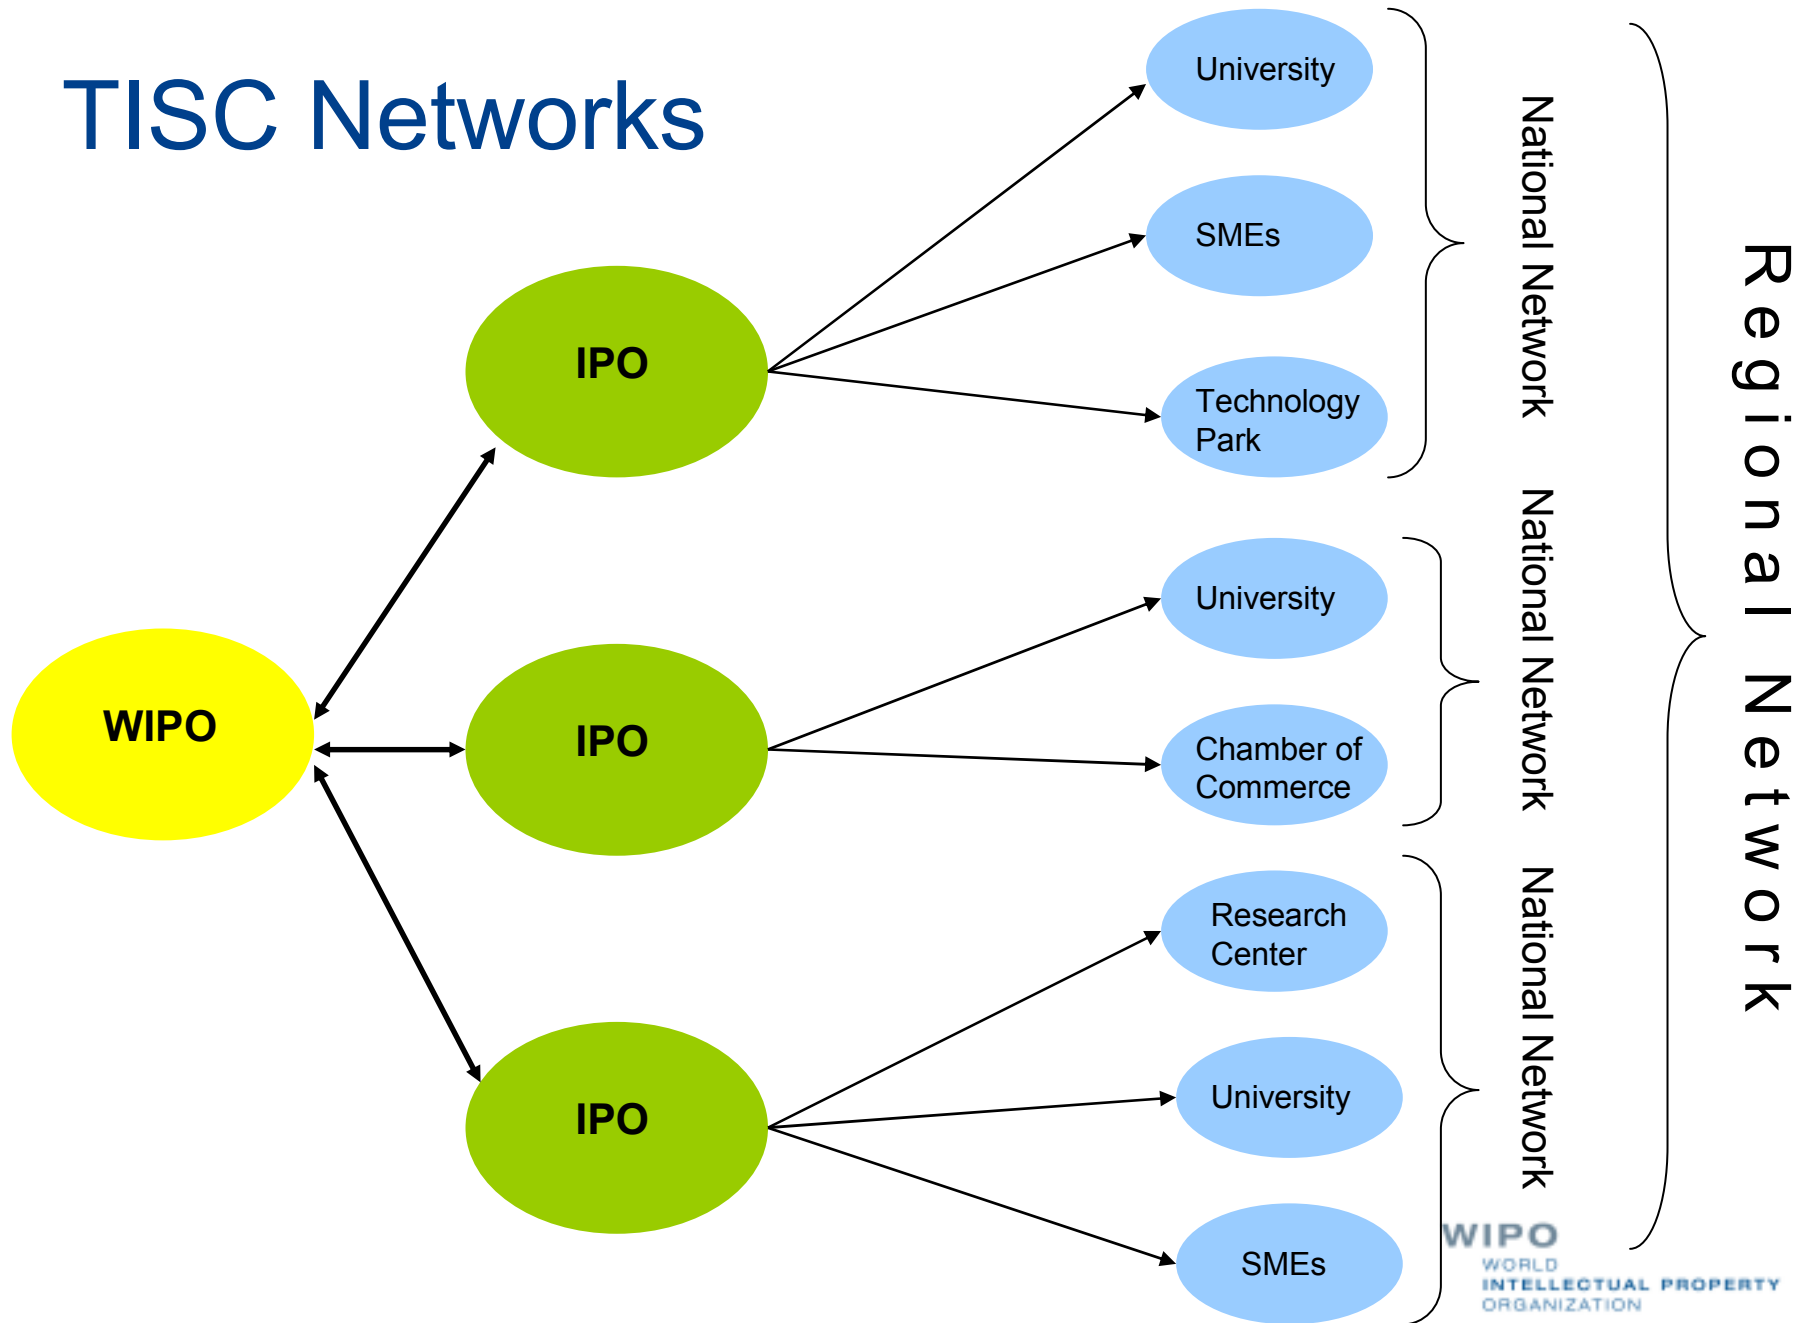 TISC Networks
University
SMEs
IPO
Technology
Park
National Network
University
WIPO
IPO
Chamber of
Commerce
National Network
Research
Center
IPO
University
SMEs
National Network
Regional Network
WIPO
WORLD
INTELLECTUAL PROPERTY
ORGANIZATION